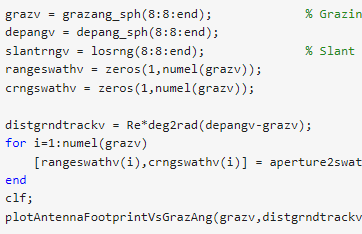 grazv = grazang_sph(8:8:end); % Grazin
depangv = depang_sph(8:8:end);
slantrngv = losrng(8:8:end); % Slant
rangeswathv = zeros(1,numel(grazv));
crngswathv = zeros(1,numel(grazv));
distgrndtrackv = Re*deg2rad(depangv-grazv);
for i=1:numel(grazv)
[rangeswathv(i),crngswathv(i)] = aperture2swat
end
clf;
plotAntennaFootprintVsGrazAng(grazv,distgrndtrackv